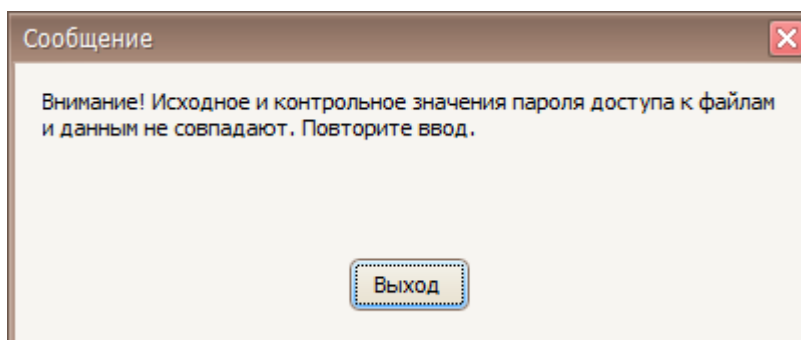 Сообщение
Внимание! Исходное и контрольное значения пароля доступа к файлам
и данным не совпадают. Повторите ввод.
Выход